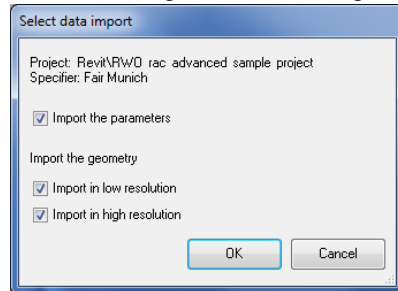 Select data import
Project: Revit\RWO rac advanced sample project
Specifier: Fair Munich
Import the parameters
Import the geometry
Import in low resolution
Import in high resolution
OK Cancel